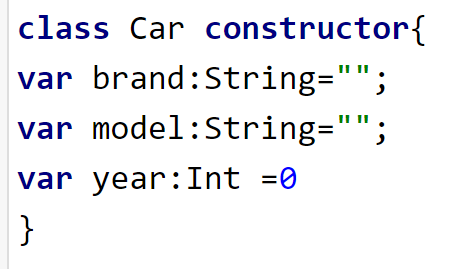 class Car constructor{
var brand:String="";
var model:String="";
var year:Int =0
}